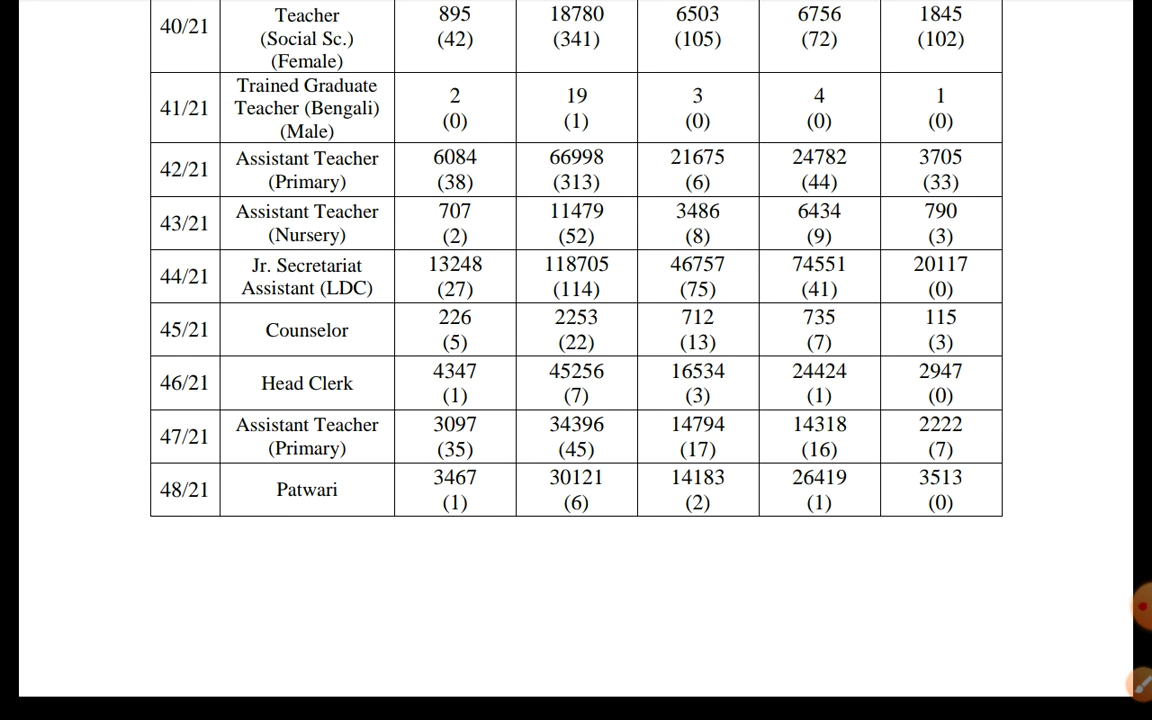 40/21 Teacher (Social Sc.) (Female) 895 (42) 18780 (341) 6503 (105) 6756 (72) 1845 (102)
41/21 Trained Graduate Teacher (Bengali) (Male) 2 (0) 19 (1) 3 (0) 4 (0) 1 (0)
42/21 Assistant Teacher (Primary) 6084 (38) 66998 (313) 21675 (6) 24782 (44) 3705 (33)
43/21 Assistant Teacher (Nursery) 707 (2) 11479 (52) 3486 (8) 6434 (9) 790 (3)
44/21 Jr. Secretariat Assistant (LDC) 13248 (27) 118705 (114) 46757 (75) 74551 (41) 20117 (0)
45/21 Counselor 226 (5) 2253 (22) 712 (13) 735 (7) 115 (3)
46/21 Head Clerk 4347 (1) 45256 (7) 16534 (3) 24424 (1) 2947 (0)
47/21 Assistant Teacher (Primary) 3097 (35) 34396 (45) 14794 (17) 14318 (16) 2222 (7)
48/21 Patwari 3467 (1) 30121 (6) 14183 (2) 26419 (1) 3513 (0)